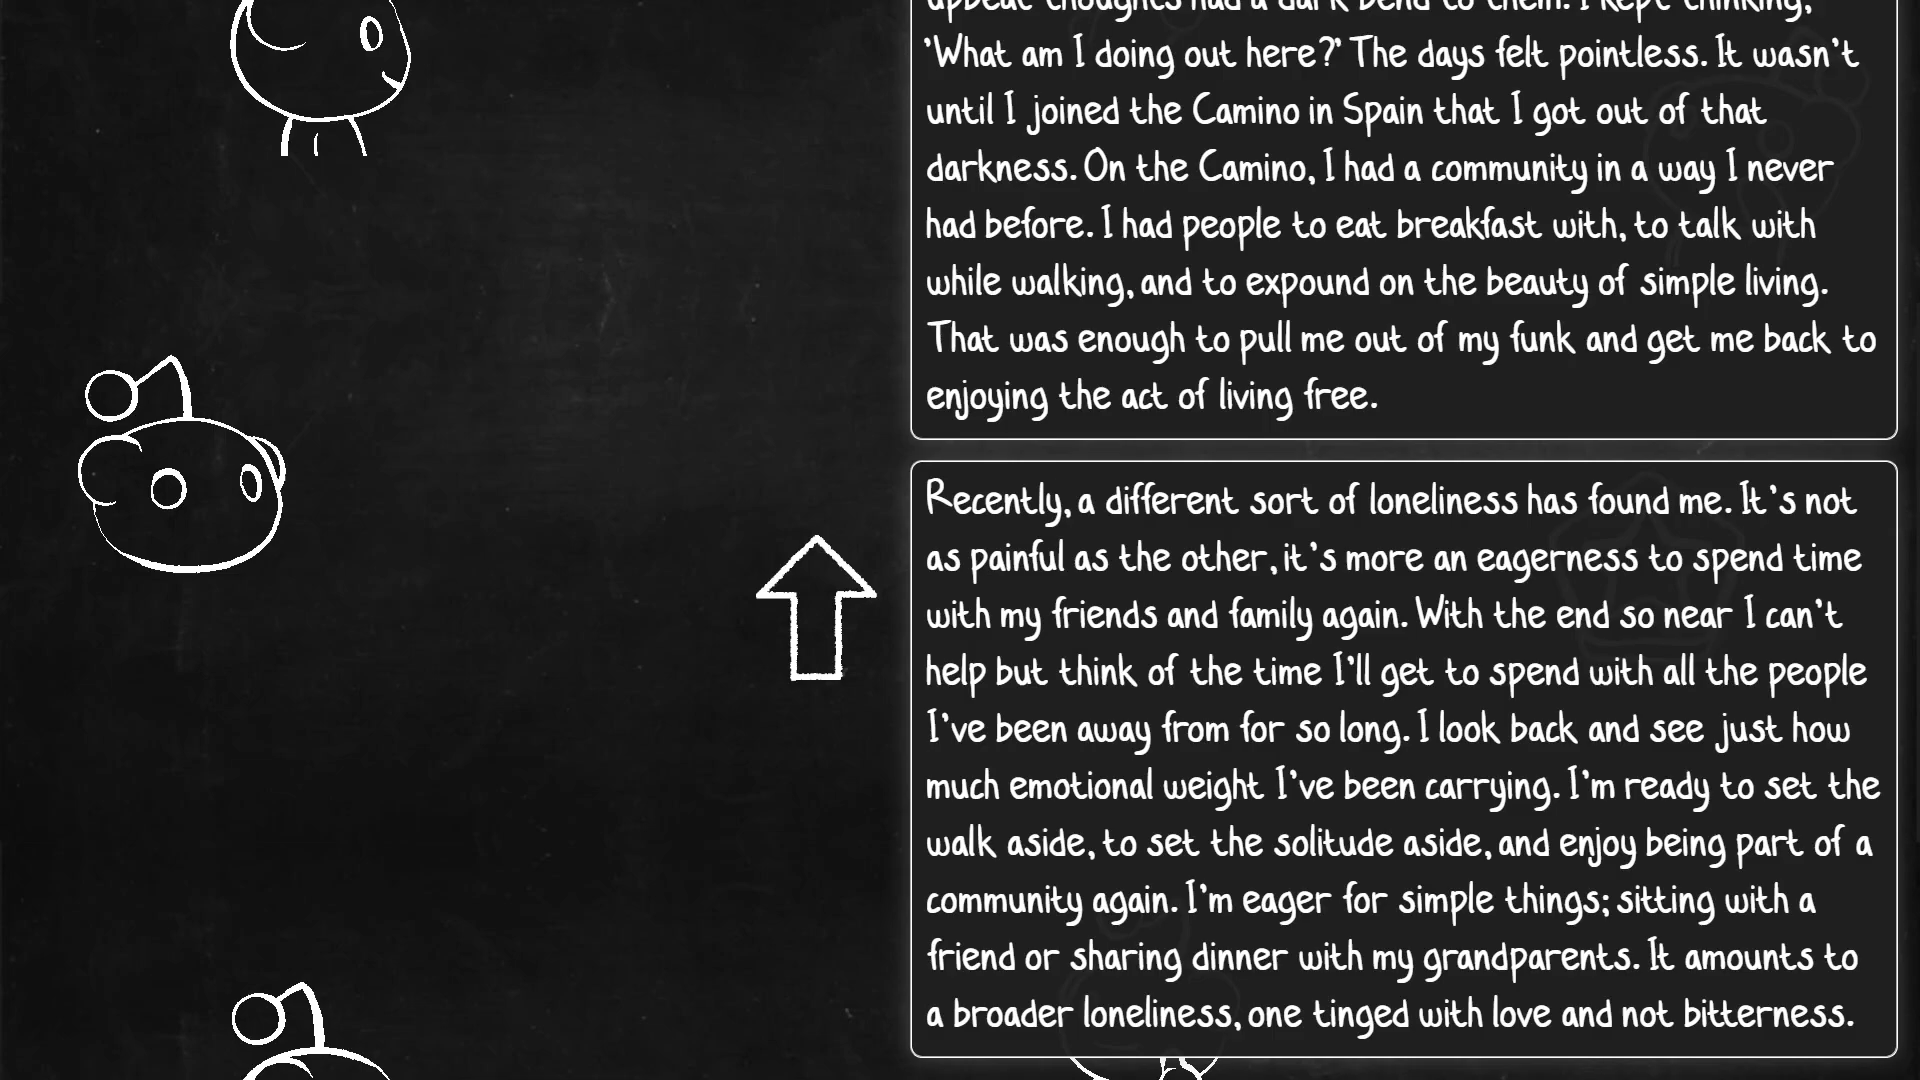 upbeat thoughts had a dark bend to them. I kept thinking,
'What am I doing out here?' The days felt pointless. It wasn't
until I joined the Camino in Spain that I got out of that
darkness. On the Camino, I had a community in a way I never
had before. I had people to eat breakfast with, to talk with
while walking, and to expound on the beauty of simple living.
That was enough to pull me out of my funk and get me back to
enjoying the act of living free.
Recently, a different sort of loneliness has found me. It's not
as painful as the other, it's more an eagerness to spend time
with my friends and family again. With the end so near I can't
help but think of the time I'll get to spend with all the people
I've been away from for so long. I look back and see just how
much emotional weight I've been carrying. I'm ready to set the
walk aside, to set the solitude aside, and enjoy being part of a
community again. I'm eager for simple things; sitting with a
friend or sharing dinner with my grandparents. It amounts to
a broader loneliness, one tinged with love and not bitterness.